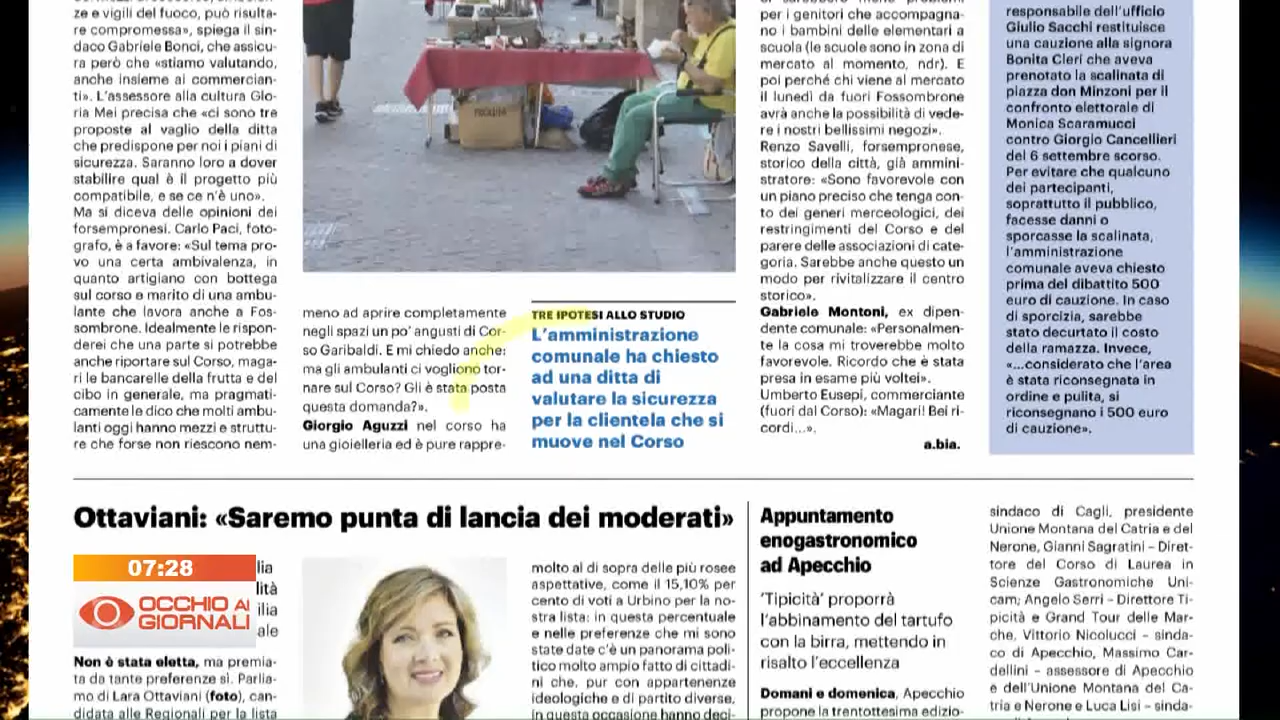 ze e vigili del fuoco, può risulta-
re compromessa», spiega il sin-
daco Gabriele Bonci, che assicu-
ra però che «stiamo valutando,
anche insieme ai commercian-
ti». L'assessore alla cultura Glo-
ria Mei precisa che «ci sono tre
proposte al vaglio della ditta
che predispone per noi i piani di
sicurezza. Saranno loro a dover
stabilire qual è il progetto più
compatibile, e se ce n'è uno».
Ma si diceva delle opinioni dei
forsempronesi. Carlo Paci, foto-
grafo, è a favore: «Sul tema pro-
vo una certa ambivalenza, in
quanto artigiano con bottega
sul corso e marito di una ambu-
lante che lavora anche a Fos-
sombrone. Idealmente le rispon-
derei che una parte si potrebbe
anche riportare sul Corso, maga-
ri le bancarelle della frutta e del
cibo in generale, ma pragmati-
camente le dico che molti ambu-
lanti oggi hanno mezzi e struttu-
re che forse non riescono nem-
meno ad aprire completamente
negli spazi un po' angusti di Cor-
so Garibaldi. E mi chiedo anche:
ma gli ambulanti ci vogliono tor-
nare sul Corso? Gli è stata posta
questa domanda?».
Giorgio Aguzzi nel corso ha
una gioielleria ed è pure rappre-
TRE IPOTESI ALLO STUDIO
L'amministrazione
comunale ha chiesto
ad una ditta di
valutare la sicurezza
per la clientela che si
muove nel Corso
per i genitori che accompagna-
no i bambini delle elementari a
scuola (le scuole sono in zona di
mercato al momento, ndr). E
poi perché chi viene al mercato
il lunedì da fuori Fossombrone
avrà anche la possibilità di vede-
re i nostri bellissimi negozi».
Renzo Savelli, forsempronese,
storico della città, già ammini-
stratore: «Sono favorevole con
un piano preciso che tenga con-
to dei generi merceologici, dei
restringimenti del Corso e del
parere delle associazioni di cate-
goria. Sarebbe anche questo un
modo per rivitalizzare il centro
storico».
Gabriele Montoni, ex dipen-
dente comunale: «Personalmen-
te la cosa mi troverebbe molto
favorevole. Ricordo che è stata
presa in esame più volte».
Umberto Eusepi, commerciante
(fuori dal Corso): «Magari! Bei ri-
cordi...».
a.bia.
responsabile dell'ufficio
Giulio Sacchi restituisce
una cauzione alla signora
Bonita Cleri che aveva
prenotato la scalinata di
piazza don Minzoni per il
confronto elettorale di
Monica Scaramucci
contro Giorgio Cancellieri
del 6 settembre scorso.
Per evitare che qualcuno
dei partecipanti,
soprattutto il pubblico,
facesse danni o
sporcasse la scalinata,
l'amministrazione
comunale aveva chiesto
prima del dibattito 500
euro di cauzione. In caso
di sporcizia, sarebbe
stato decurtato il costo
della ramazza. Invece,
«...considerato che l'area
è stata riconsegnata in
ordine e pulita, si
riconsegnano i 500 euro
di cauzione».
Ottaviani: «Saremo punta di lancia dei moderati»
07:28
OCCHIO AI
GIORNALI
lia
lità
ilia
ale
Non è stata eletta, ma premia-
ta da tante preferenze sì. Parlia-
mo di Lara Ottaviani (foto), can-
didata alle Regionali per la lista
molto al di sopra delle più rosee
aspettative, come il 15,10% per
cento di voti a Urbino per la no-
stra lista: in questa percentuale
e nelle preferenze che mi sono
state date c'è un panorama poli-
tico molto ampio fatto di cittadi-
ni che, pur con appartenenze
ideologiche e di partito diverse,
in questa occasione hanno deci-
Appuntamento
enogastronomico
ad Apecchio
'Tipicità' proporrà
l'abbinamento del tartufo
con la birra, mettendo in
risalto l'eccellenza
Domani e domenica, Apecchio
propone la trentottesima edizio-
sindaco di Cagli, presidente
Unione Montana del Catria e del
Nerone, Gianni Sagratini – Diret-
tore del Corso di Laurea in
Scienze Gastronomiche Uni-
cam; Angelo Serri – Direttore Ti-
picità e Grand Tour delle Mar-
che, Vittorio Nicolucci – sinda-
co di Apecchio, Massimo Car-
dellini – assessore di Apecchio
e dell'Unione Montana del Ca-
tria e Nerone e Luca Lisi – sinda-